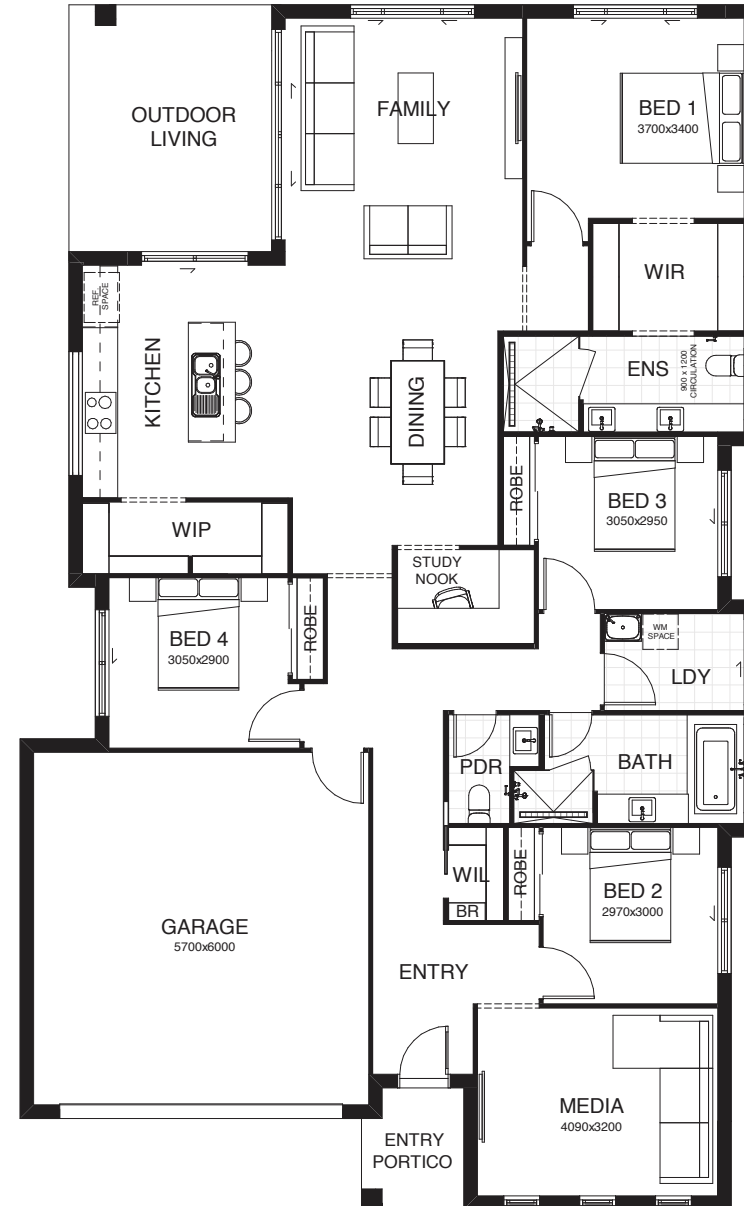 OUTDOOR
LIVING
FAMILY
BED 1
3700x3400
WIR
REF
SPACE
KITCHEN
DINING
ENS
900 x 1200
CIRCULATION
WIP
ROBE
BED 3
3050x2950
STUDY
NOOK
BED 4
3050x2900
ROBE
WM
SPACE
LDY
PDR
BATH
WIL
BR
ROBE
BED 2
2970x3000
GARAGE
5700x6000
ENTRY
MEDIA
4090x3200
ENTRY
PORTICO